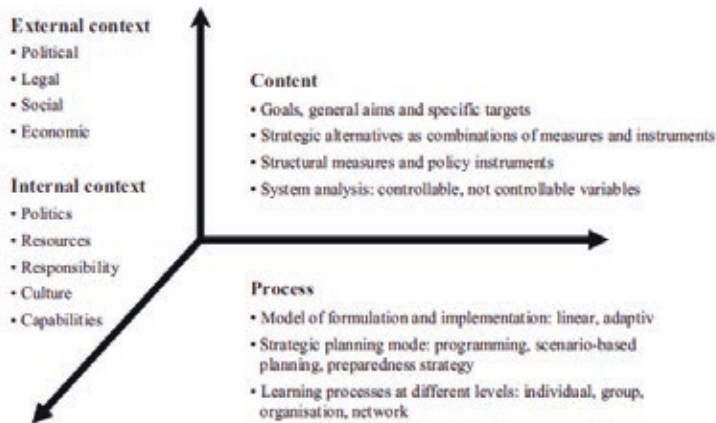 External context
• Political
• Legal
• Social
• Economic
Internal context
• Politics
• Resources
• Responsibility
• Culture
• Capabilities
Content
• Goals, general aims and specific targets
• Strategic alternatives as combinations of measures and instruments
• Structural measures and policy instruments
• System analysis: controllable, not controllable variables
Process
• Model of formulation and implementation: linear, adaptiv
• Strategic planning mode: programming, scenario-based
planning, preparedness strategy
• Learning processes at different levels: individual, group,
organisation, network